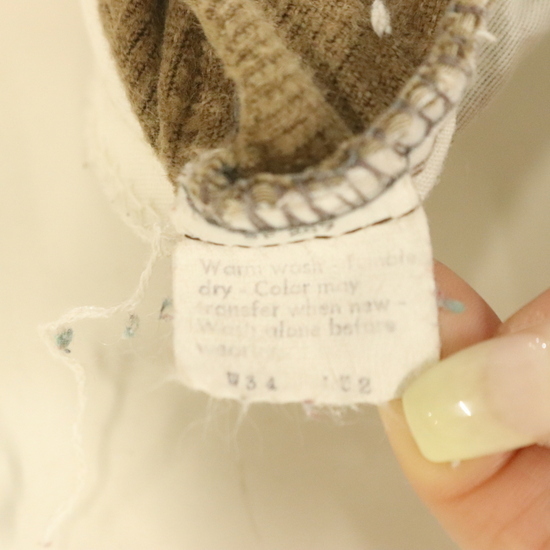 Warm wash - Tumble
dry - Color may
transfer when new -
Wash alone before
W34